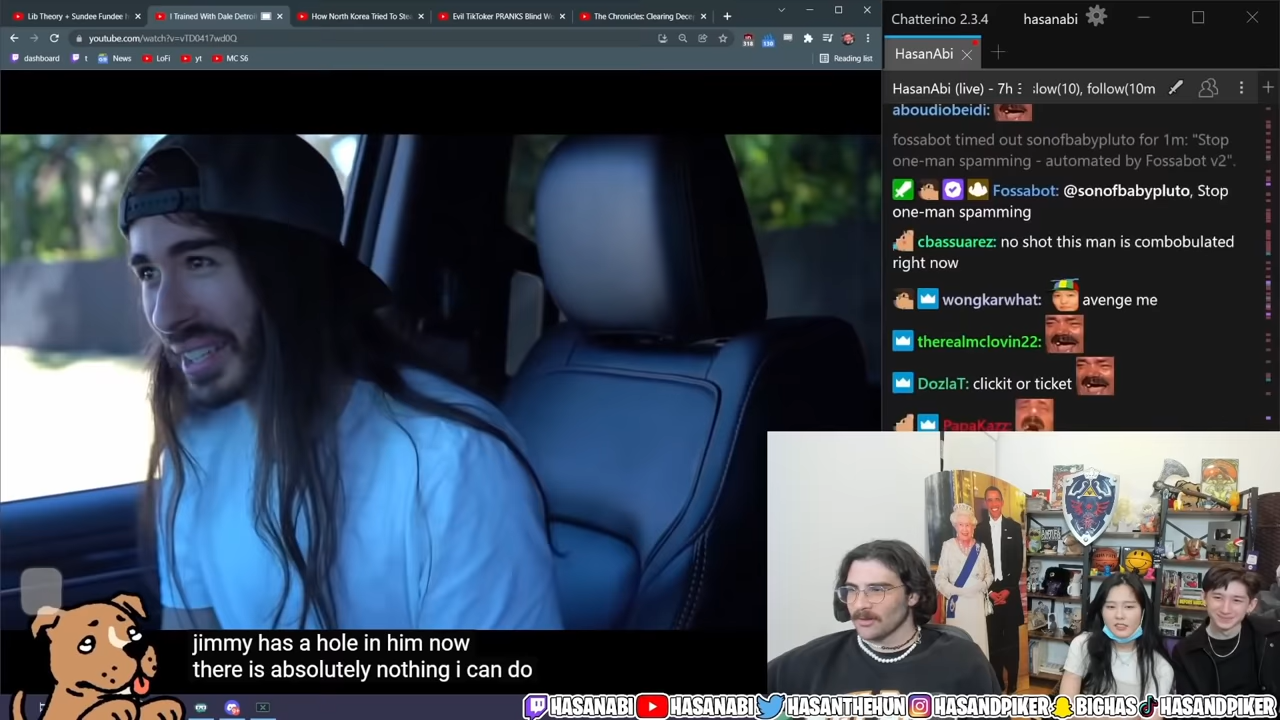 Lib Theory + Sundee Fundee h
I Trained With Dale Detroi
How North Korea Tried To Stea
Evil TikToker PRANKS Blind Wo
The Chronicles: Clearing Dece
youtube.com/watch?v=vTD0417wd0Q
dashboard
t
News
LoFi
yt
MC S6
Reading list
Chatterino 2.3.4
hasanabi
HasanAbi
HasanAbi (live) - 7h
slow(10), follow(10m
aboudiobeidi:
fossabot timed out sonofbabypluto for 1m: "Stop
one-man spamming - automated by Fossabot v2".
Fossabot: @sonofbabypluto, Stop
one-man spamming
cbassuarez: no shot this man is combobulated
right now
wongkarwhat: avenge me
therealmclovin22:
DozlaT: clickit or ticket
PapaKazz:
jimmy has a hole in him now
there is absolutely nothing i can do
HASANABI HASANABI HASANTHEHUN HASANDPIKER BIGHAS HASANDPIKER